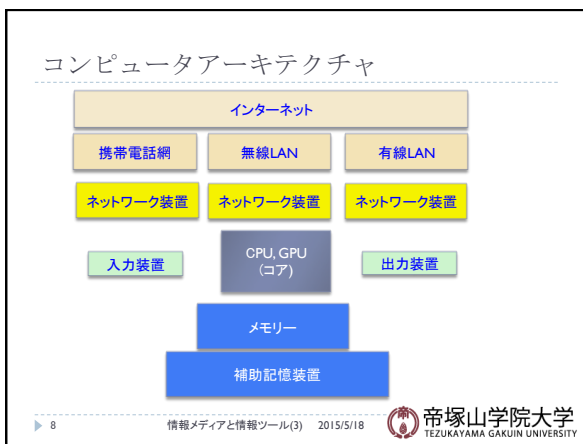 コンピュータアーキテクチャ
インターネット
携帯電話網 無線LAN 有線LAN
ネットワーク装置 ネットワーク装置 ネットワーク装置
入力装置
CPU, GPU
(コア)
出力装置
メモリー
補助記憶装置
8 情報メディアと情報ツール(3) 2015/5/18
帝塚山学院大学
TEZUKAYAMA GAKUIN UNIVERSITY